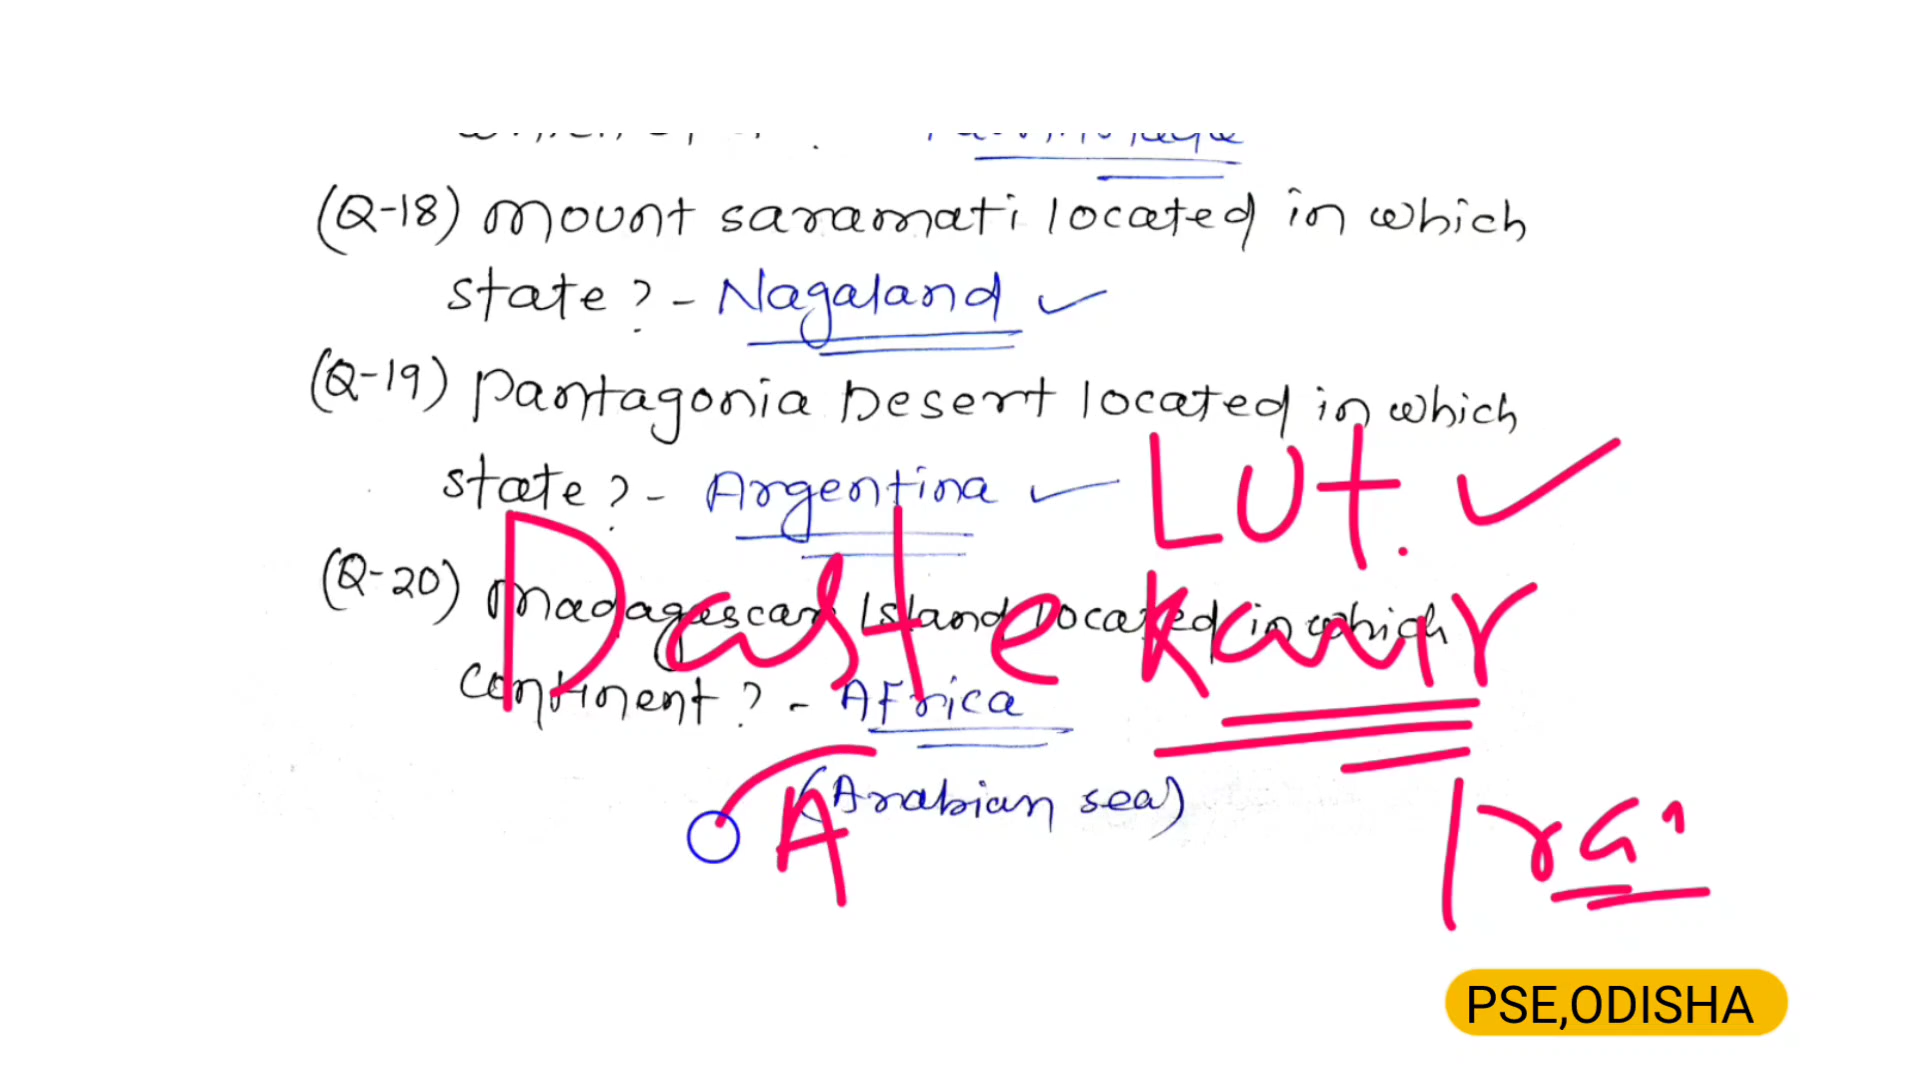 (Q-18) mount saramati located in which
state ? - Nagaland ✓
(Q-19) Pantagonia Desert located in which
state ? - Argentina ✓
LUt. ✓
(Q-20) madagascar Island located in which
Daste Kavir
continent ? - Africa
(Arabian sea)
A
Iran
PSE,ODISHA